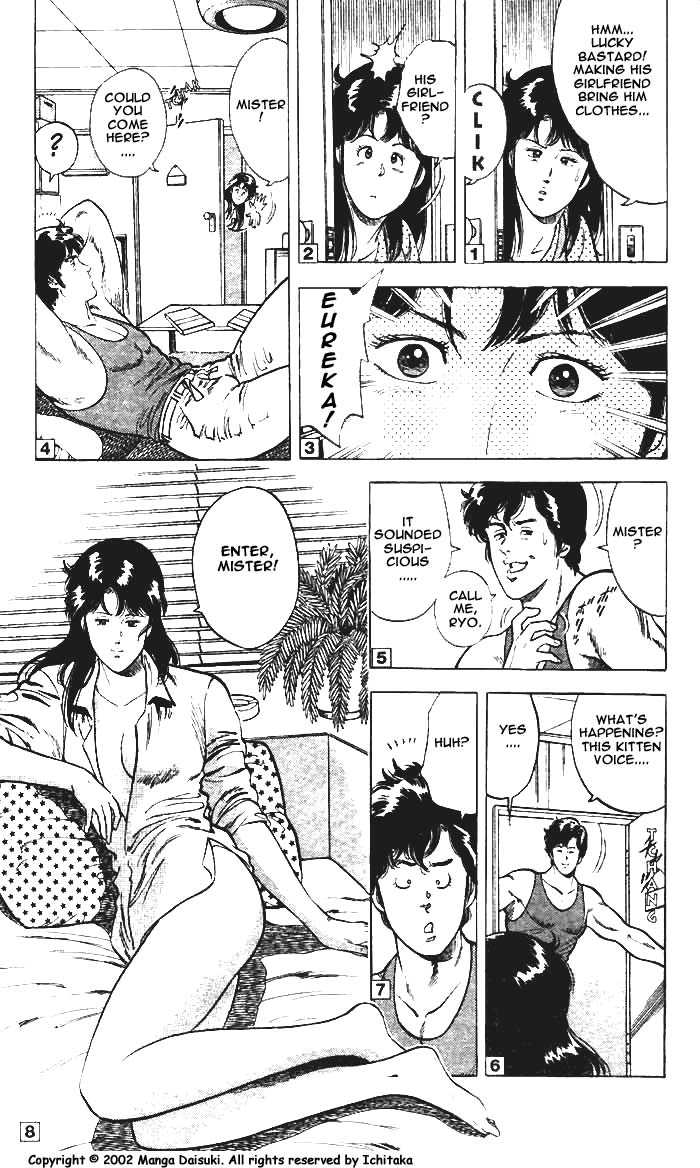 HMM...
LUCKY
BASTARD!
MAKING HIS
GIRLFRIEND
BRING HIM
CLOTHES...
CLIK
1
HIS
GIRL-
FRIEND
?
2
EUREKA!
3
MISTER
!
COULD
YOU
COME
HERE?
....
?
4
MISTER
?
IT
SOUNDED
SUSPI-
CIOUS
.....
CALL
ME,
RYO.
5
WHAT'S
HAPPENING?
THIS KITTEN
VOICE....
YES
....
6
HUH?
7
ENTER,
MISTER!
8
Copyright © 2002 Manga Daisuki. All rights reserved by Ichitaka